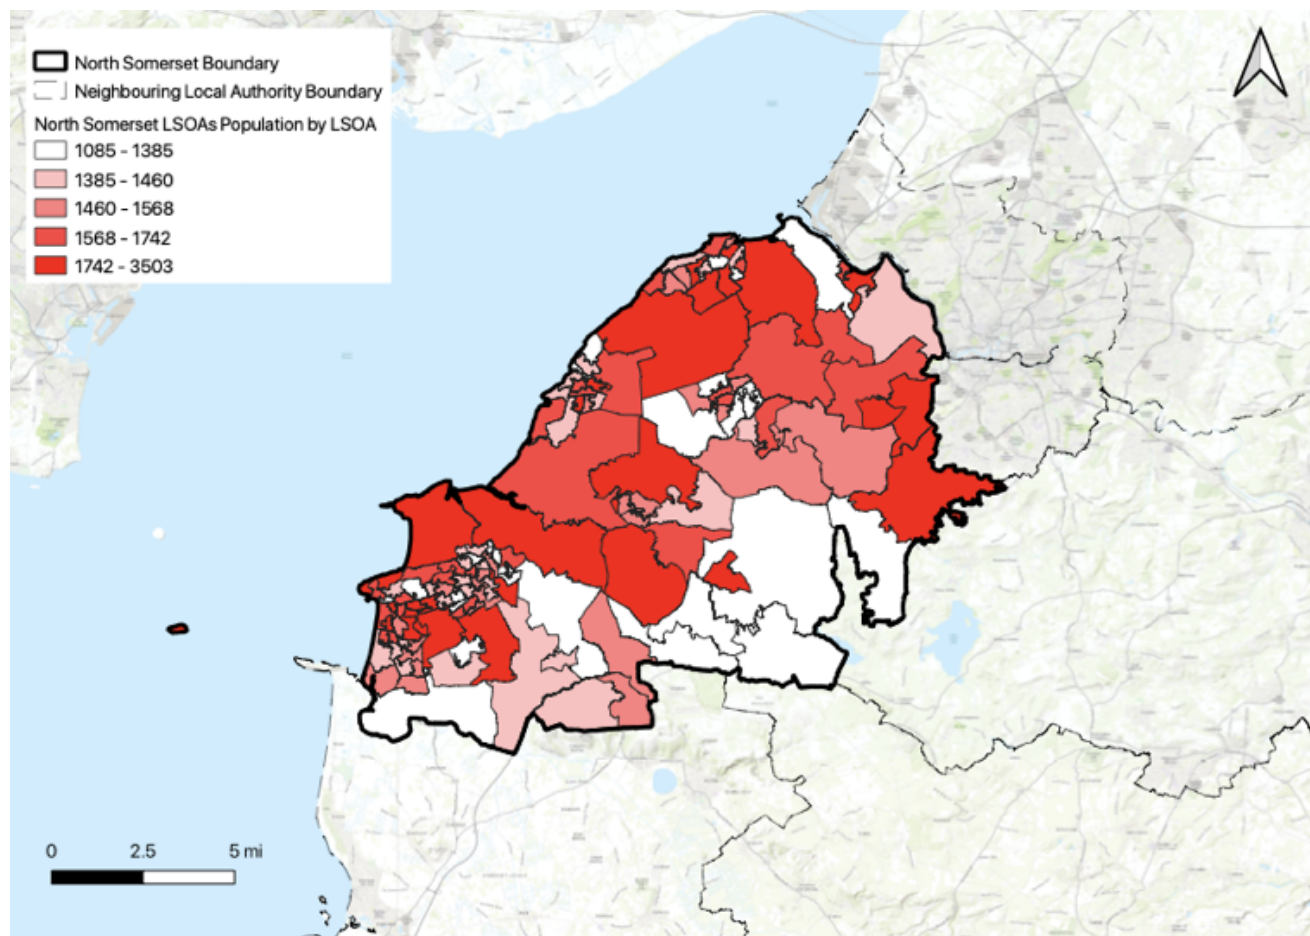 North Somerset Boundary
Neighbouring Local Authority Boundary
North Somerset LSOAs Population by LSOA
1085 - 1385
1385 - 1460
1460 - 1568
1568 - 1742
1742 - 3503
0 2.5 5 mi